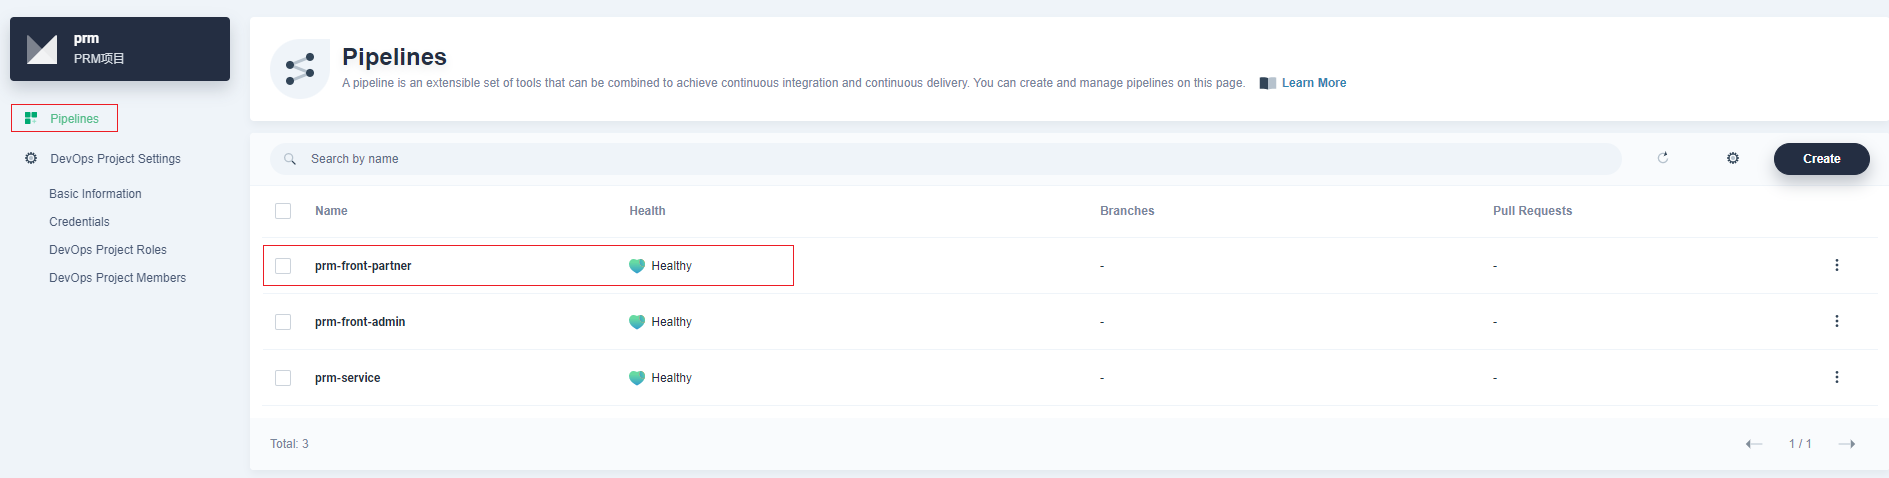 prm
PRM项目
Pipelines
DevOps Project Settings
Basic Information
Credentials
DevOps Project Roles
DevOps Project Members
Pipelines
A pipeline is an extensible set of tools that can be combined to achieve continuous integration and continuous delivery. You can create and manage pipelines on this page. Learn More
Search by name Create
Name Health Branches Pull Requests
prm-front-partner Healthy - -
prm-front-admin Healthy - -
prm-service Healthy - -
Total: 3 1 / 1